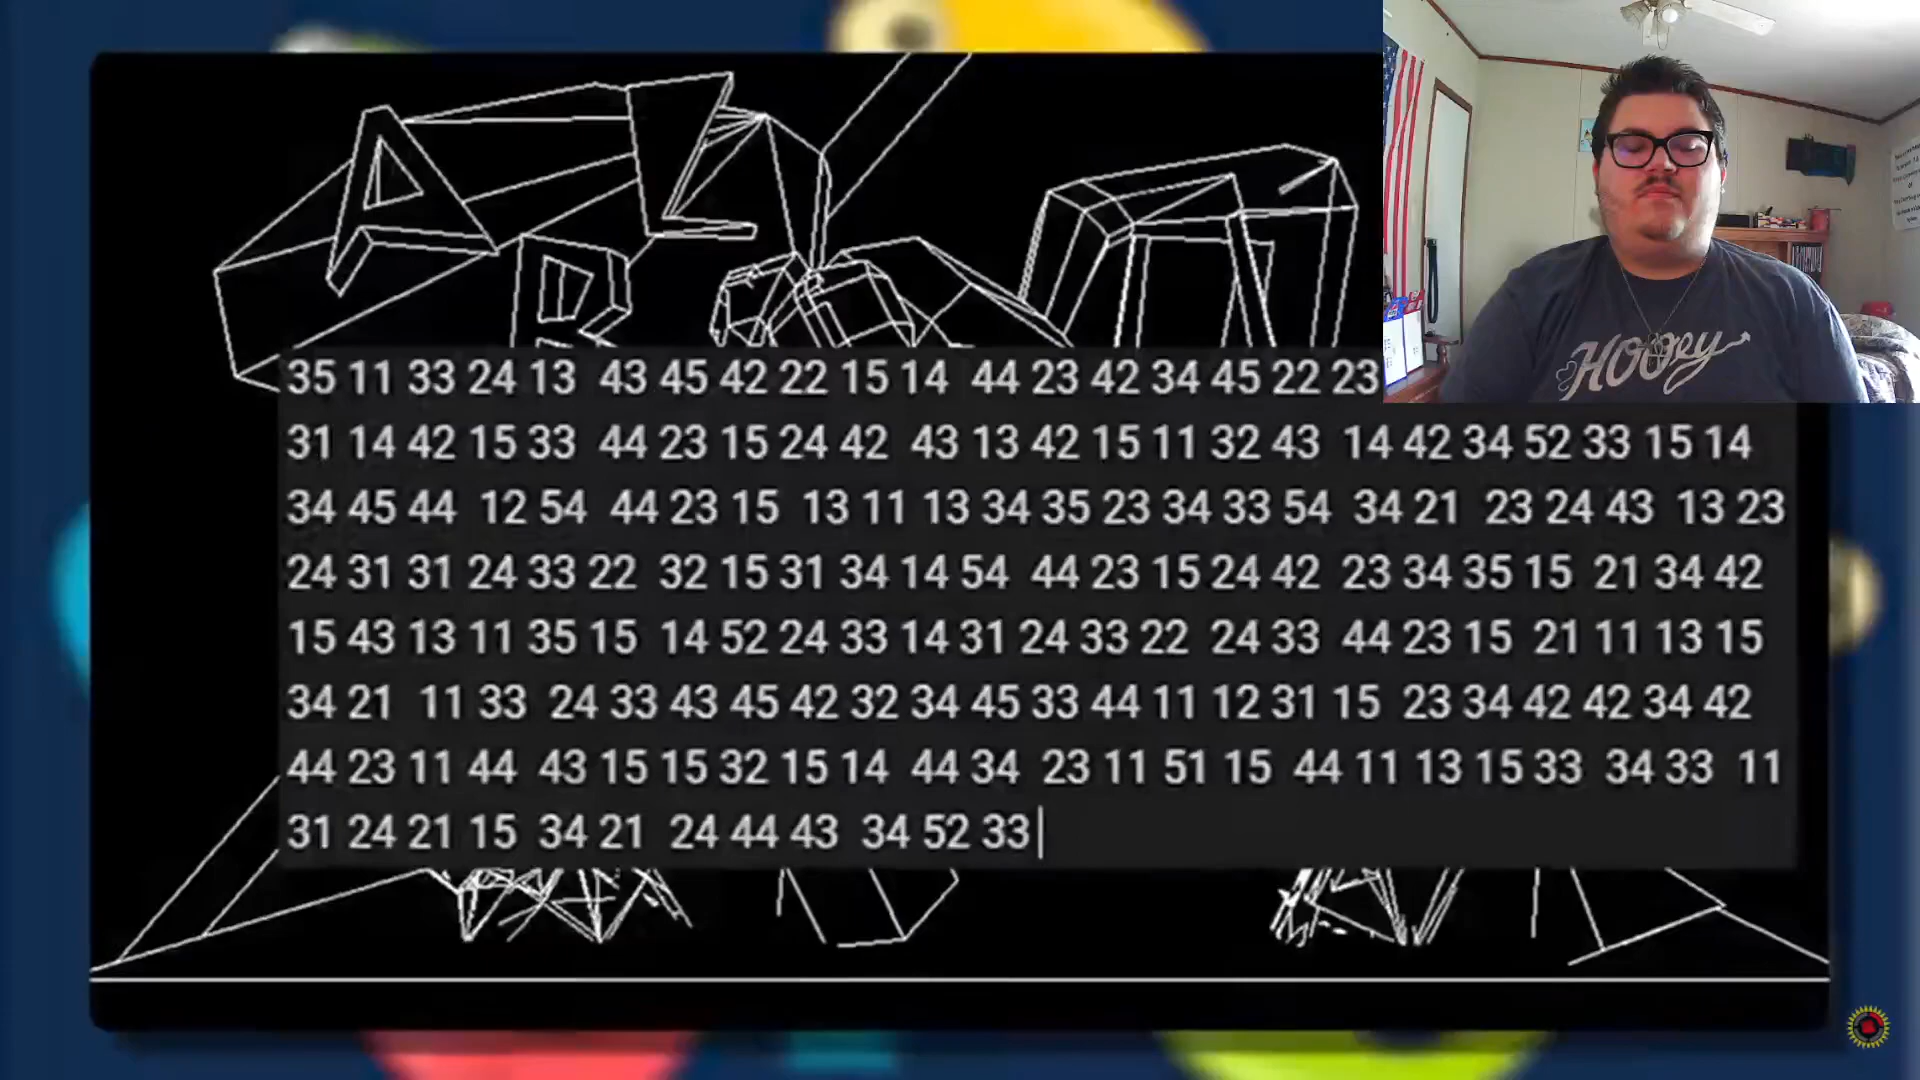 A
L
B
HOOey
35 11 33 24 13 43 45 42 22 15 14 44 23 42 34 45 22 23
31 14 42 15 33 44 23 15 24 42 43 13 42 15 11 32 43 14 42 34 52 33 15 14
34 45 44 12 54 44 23 15 13 11 13 34 35 23 34 33 54 34 21 23 24 43 13 23
24 31 31 24 33 22 32 15 31 34 14 54 44 23 15 24 42 23 34 35 15 21 34 42
15 43 13 11 35 15 14 52 24 33 14 31 24 33 22 24 33 44 23 15 21 11 13 15
34 21 11 33 24 33 43 45 42 32 34 45 33 44 11 12 31 15 23 34 42 42 34 42
44 23 11 44 43 15 15 32 15 14 44 34 23 11 51 15 44 11 13 15 33 34 33 11
31 24 21 15 34 21 24 44 43 34 52 33